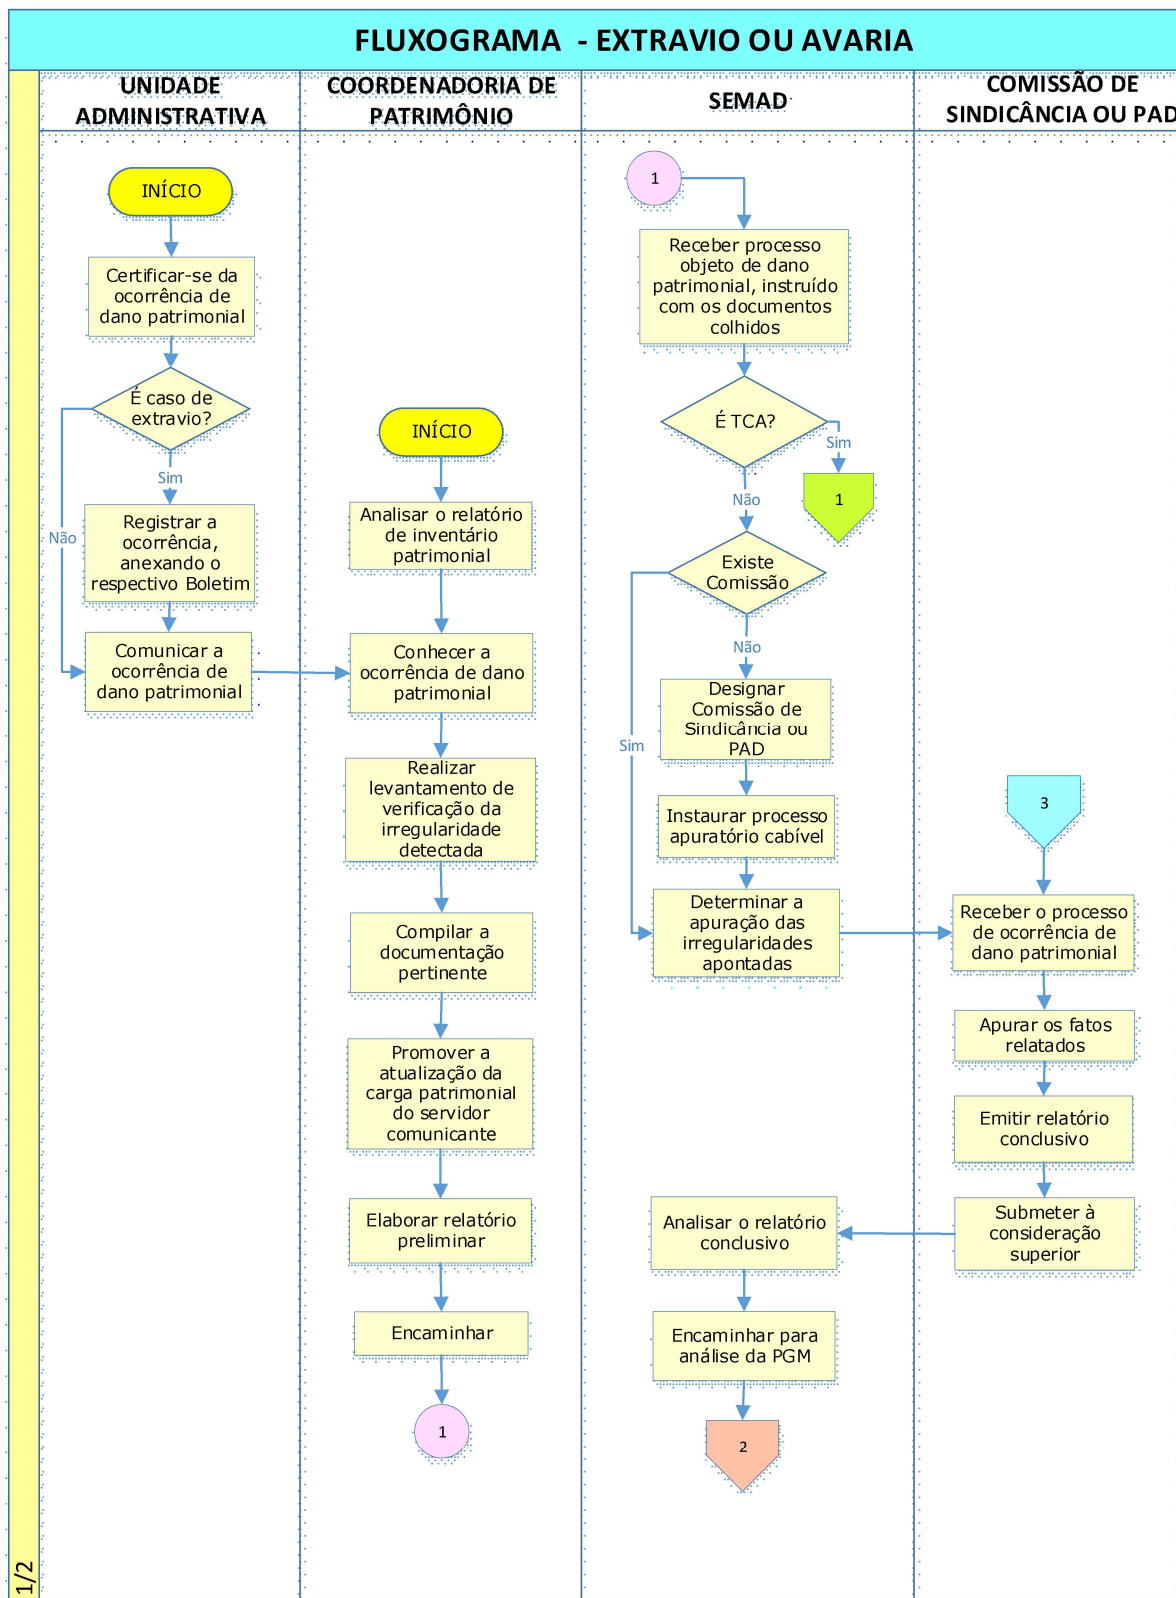 FLUXOGRAMA - EXTRAVIO OU AVARIA
UNIDADE
ADMINISTRATIVA
COORDENADORIA DE
PATRIMÔNIO
SEMAD
COMISSÃO DE
SINDICÂNCIA OU PAD
INÍCIO
Certificar-se da
ocorrência de
dano patrimonial
É caso de
extravio?
Sim
Não
Registrar a
ocorrência,
anexando o
respectivo Boletim
Comunicar a
ocorrência de
dano patrimonial
INÍCIO
Analisar o relatório
de inventário
patrimonial
Conhecer a
ocorrência de dano
patrimonial
Realizar
levantamento de
verificação da
irregularidade
detectada
Compilar a
documentação
pertinente
Promover a
atualização da
carga patrimonial
do servidor
comunicante
Elaborar relatório
preliminar
Encaminhar
1
1
Receber processo
objeto de dano
patrimonial, instruído
com os documentos
colhidos
É TCA?
Sim
1
Não
Existe
Comissão
Não
Sim
Designar
Comissão de
Sindicância ou
PAD
Instaurar processo
apuratório cabível
Determinar a
apuração das
irregularidades
apontadas
Analisar o relatório
conclusivo
Encaminhar para
análise da PGM
2
3
Receber o processo
de ocorrência de
dano patrimonial
Apurar os fatos
relatados
Emitir relatório
conclusivo
Submeter à
consideração
superior
1/2